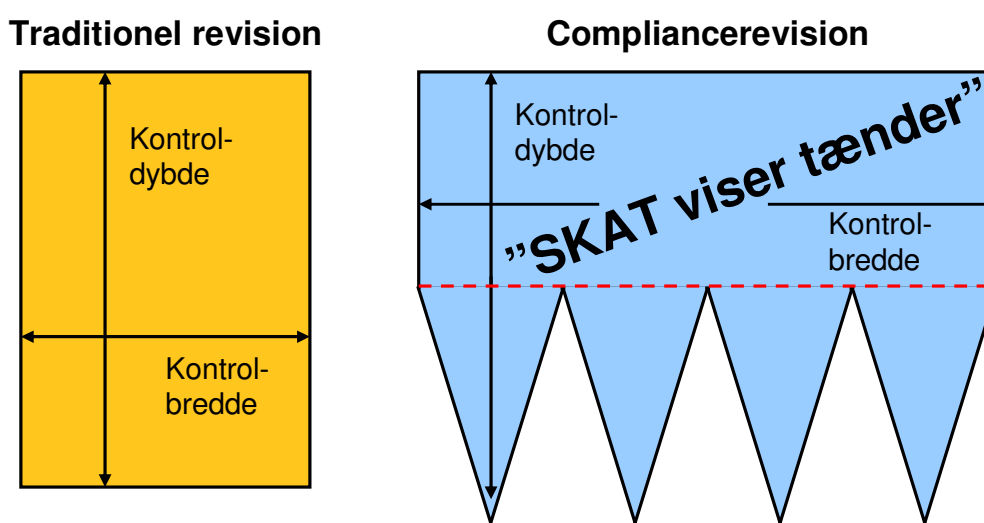 Traditionel revision
Kontrol-
dybde
Kontrol-
bredde
Compliancerevision
Kontrol-
dybde
”SKAT viser tænder”
Kontrol-
bredde